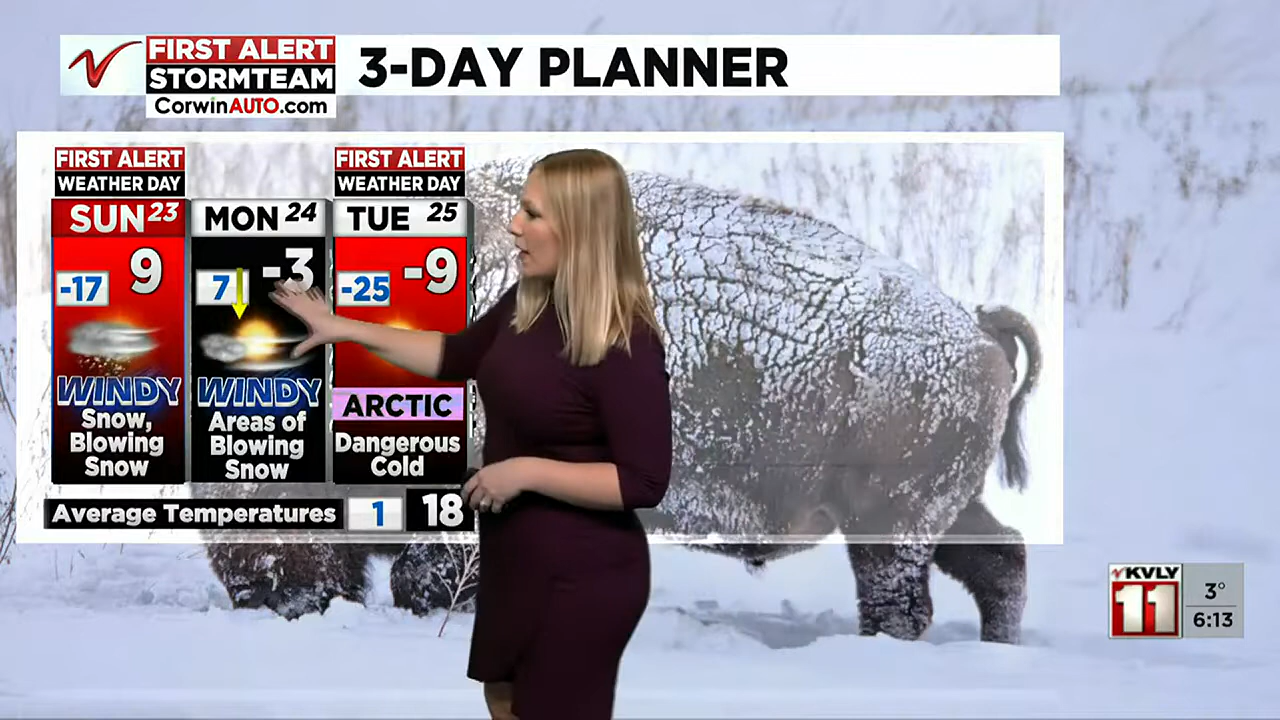 FIRST ALERT
STORMTEAM
CorwinAUTO.com
3-DAY PLANNER
FIRST ALERT
WEATHER DAY
SUN 23
-17 9
WINDY
Snow,
Blowing
Snow
MON 24
7 -3
WINDY
Areas of
Blowing
Snow
FIRST ALERT
WEATHER DAY
TUE 25
-25 -9
ARCTIC
Dangerous
Cold
Average Temperatures 1 18
KVLY
11
3°
6:13